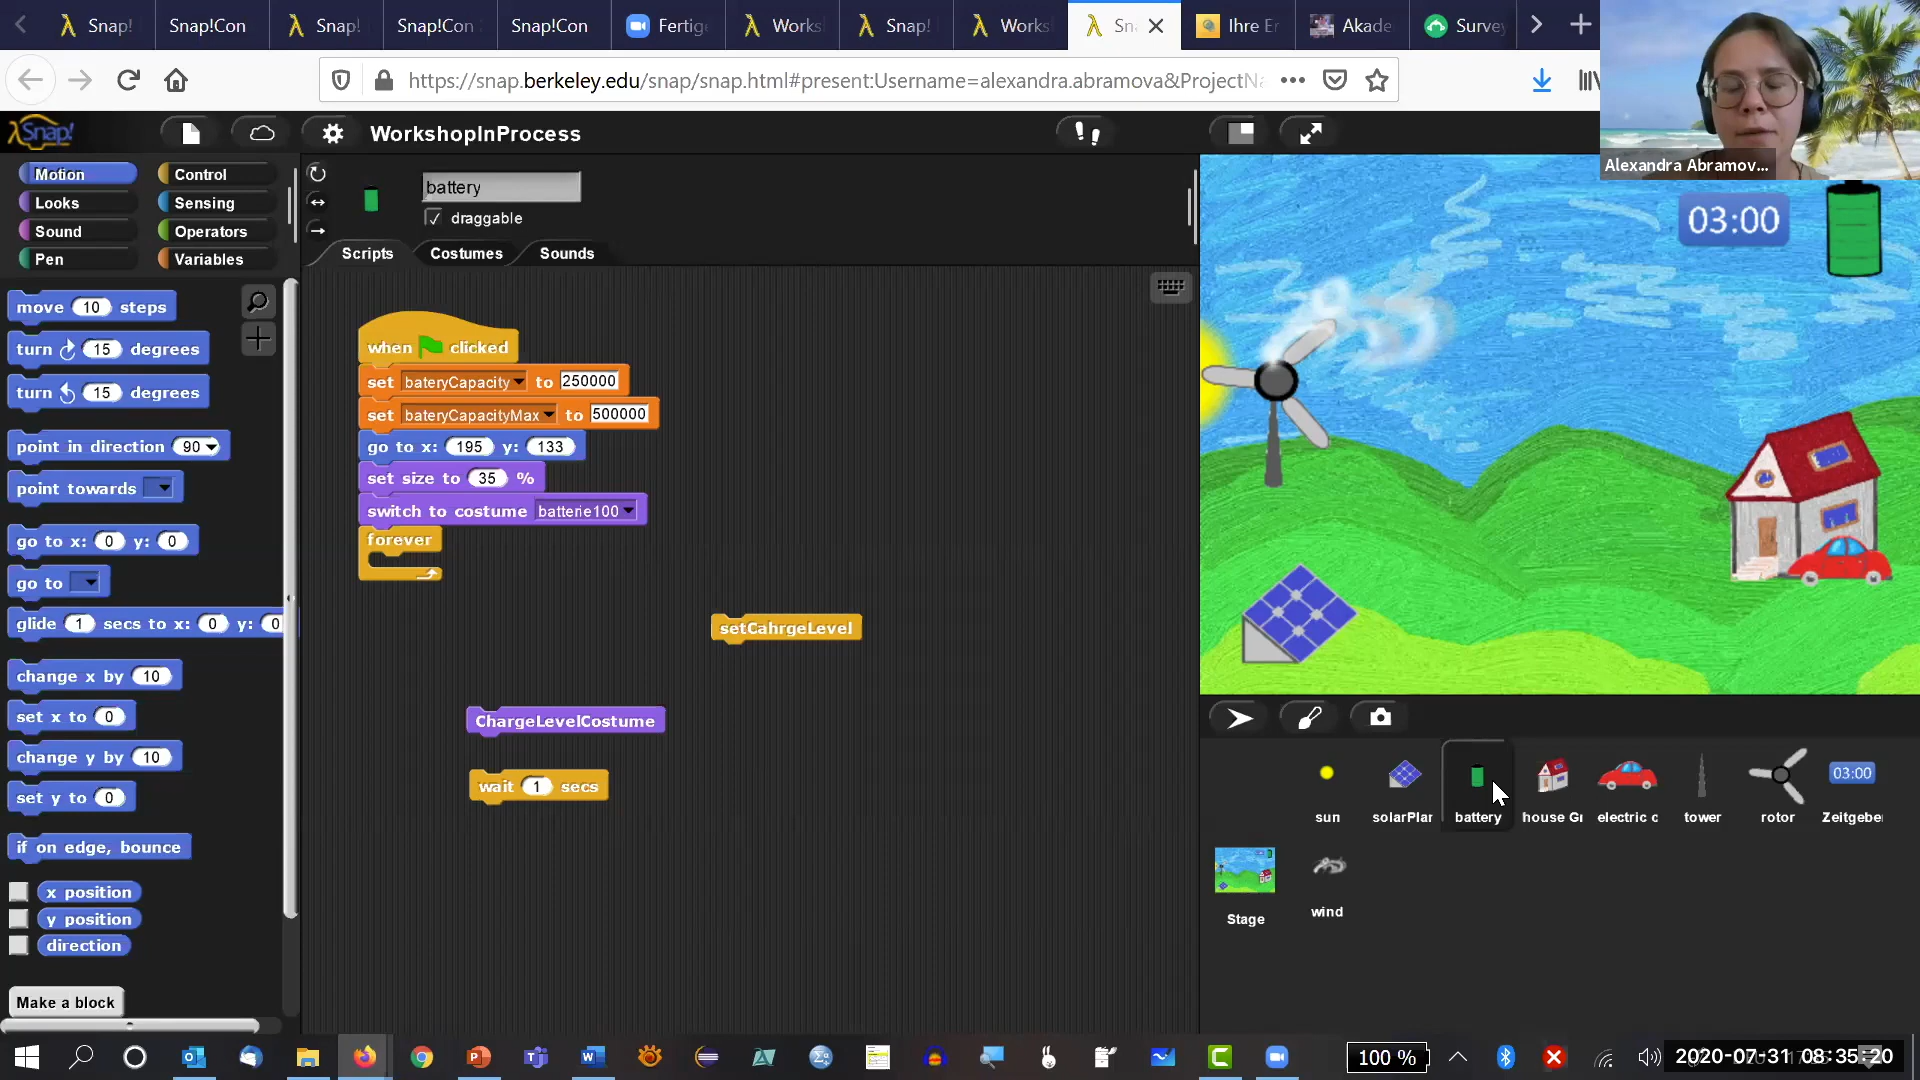 Snap!
Snap!Con
Snap!
Snap!Con
Snap!Con
Fertig
Works
Snap!
Works
Sn
Ihre Er
Akade
Survey
https://snap.berkeley.edu/snap/snap.html#present:Username=alexandra.abramova&ProjectNa
Alexandra Abramov...
Snap!
WorkshopInProcess
Motion
Control
Looks
Sensing
Sound
Operators
Pen
Variables
battery
draggable
Scripts
Costumes
Sounds
move 10 steps
turn 15 degrees
turn 15 degrees
point in direction 90
point towards
go to x: 0 y: 0
go to
glide 1 secs to x: 0 y: 0
change x by 10
set x to 0
change y by 10
set y to 0
if on edge, bounce
x position
y position
direction
Make a block
when clicked
set bateryCapacity to 250000
set bateryCapacityMax to 500000
go to x: 195 y: 133
set size to 35 %
switch to costume batterie100
forever
setCahrgeLevel
ChargeLevelCostume
wait 1 secs
03:00
03:00
sun
solarPlan
battery
house Gr
electric c
tower
rotor
Zeitgeber
Stage
wind
100 %
2020-07-31 08:35:20